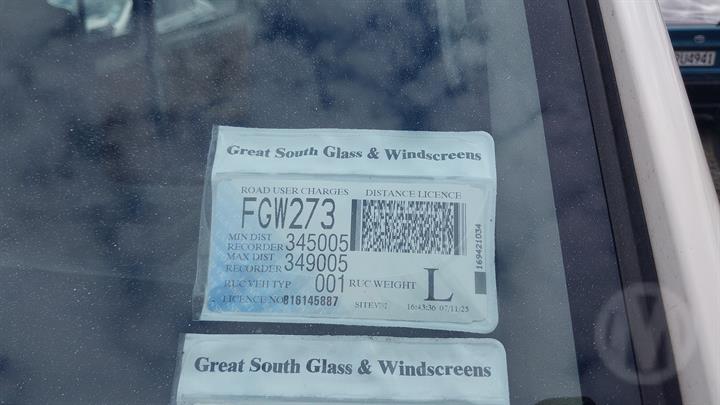 Great South Glass & Windscreens
ROAD USER CHARGES DISTANCE LICENCE
FGW273
MIN DIST
RECORDER 345005
MAX DIST
RECORDER 349005
RUC VEH TYP 001 RUC WEIGHT L
LICENCE NO 816145887
16:43:36 07/11/25
169421034
Great South Glass & Windscreens